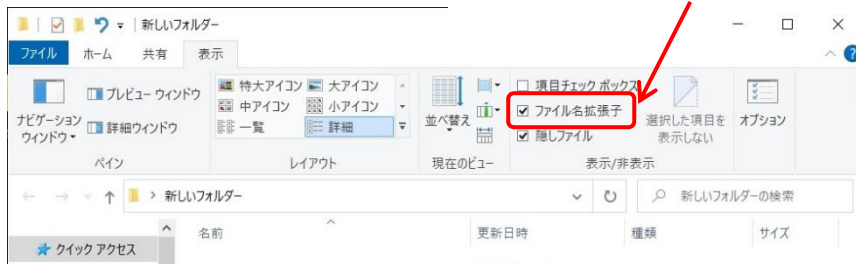 新しいフォルダー
ファイル ホーム 共有 表示
ナビゲーション
ウィンドウ
プレビュー ウィンドウ
詳細ウィンドウ
ペイン
特大アイコン 大アイコン
中アイコン 小アイコン
一覧 詳細
レイアウト
並べ替え
現在のビュー
項目チェック ボックス
ファイル名拡張子
隠しファイル
選択した項目を
表示しない
表示/非表示
オプション
新しいフォルダー
新しいフォルダーの検索
クイック アクセス
名前 更新日時 種類 サイズ